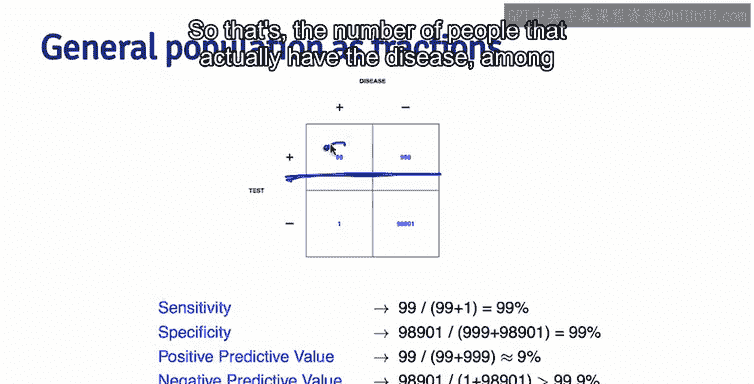 So that's, the number of people that
actually have the disease, among
General population as fractions
DISEASE
+ −
+ 99 999
TEST
− 1 98901
Sensitivity → 99 / (99+1) = 99%
Specificity → 98901 / (999+98901) = 99%
Positive Predictive Value → 99 / (99+999) ≈ 9%
Negative Predictive Value → 98901 / (1+98901) > 99.9%